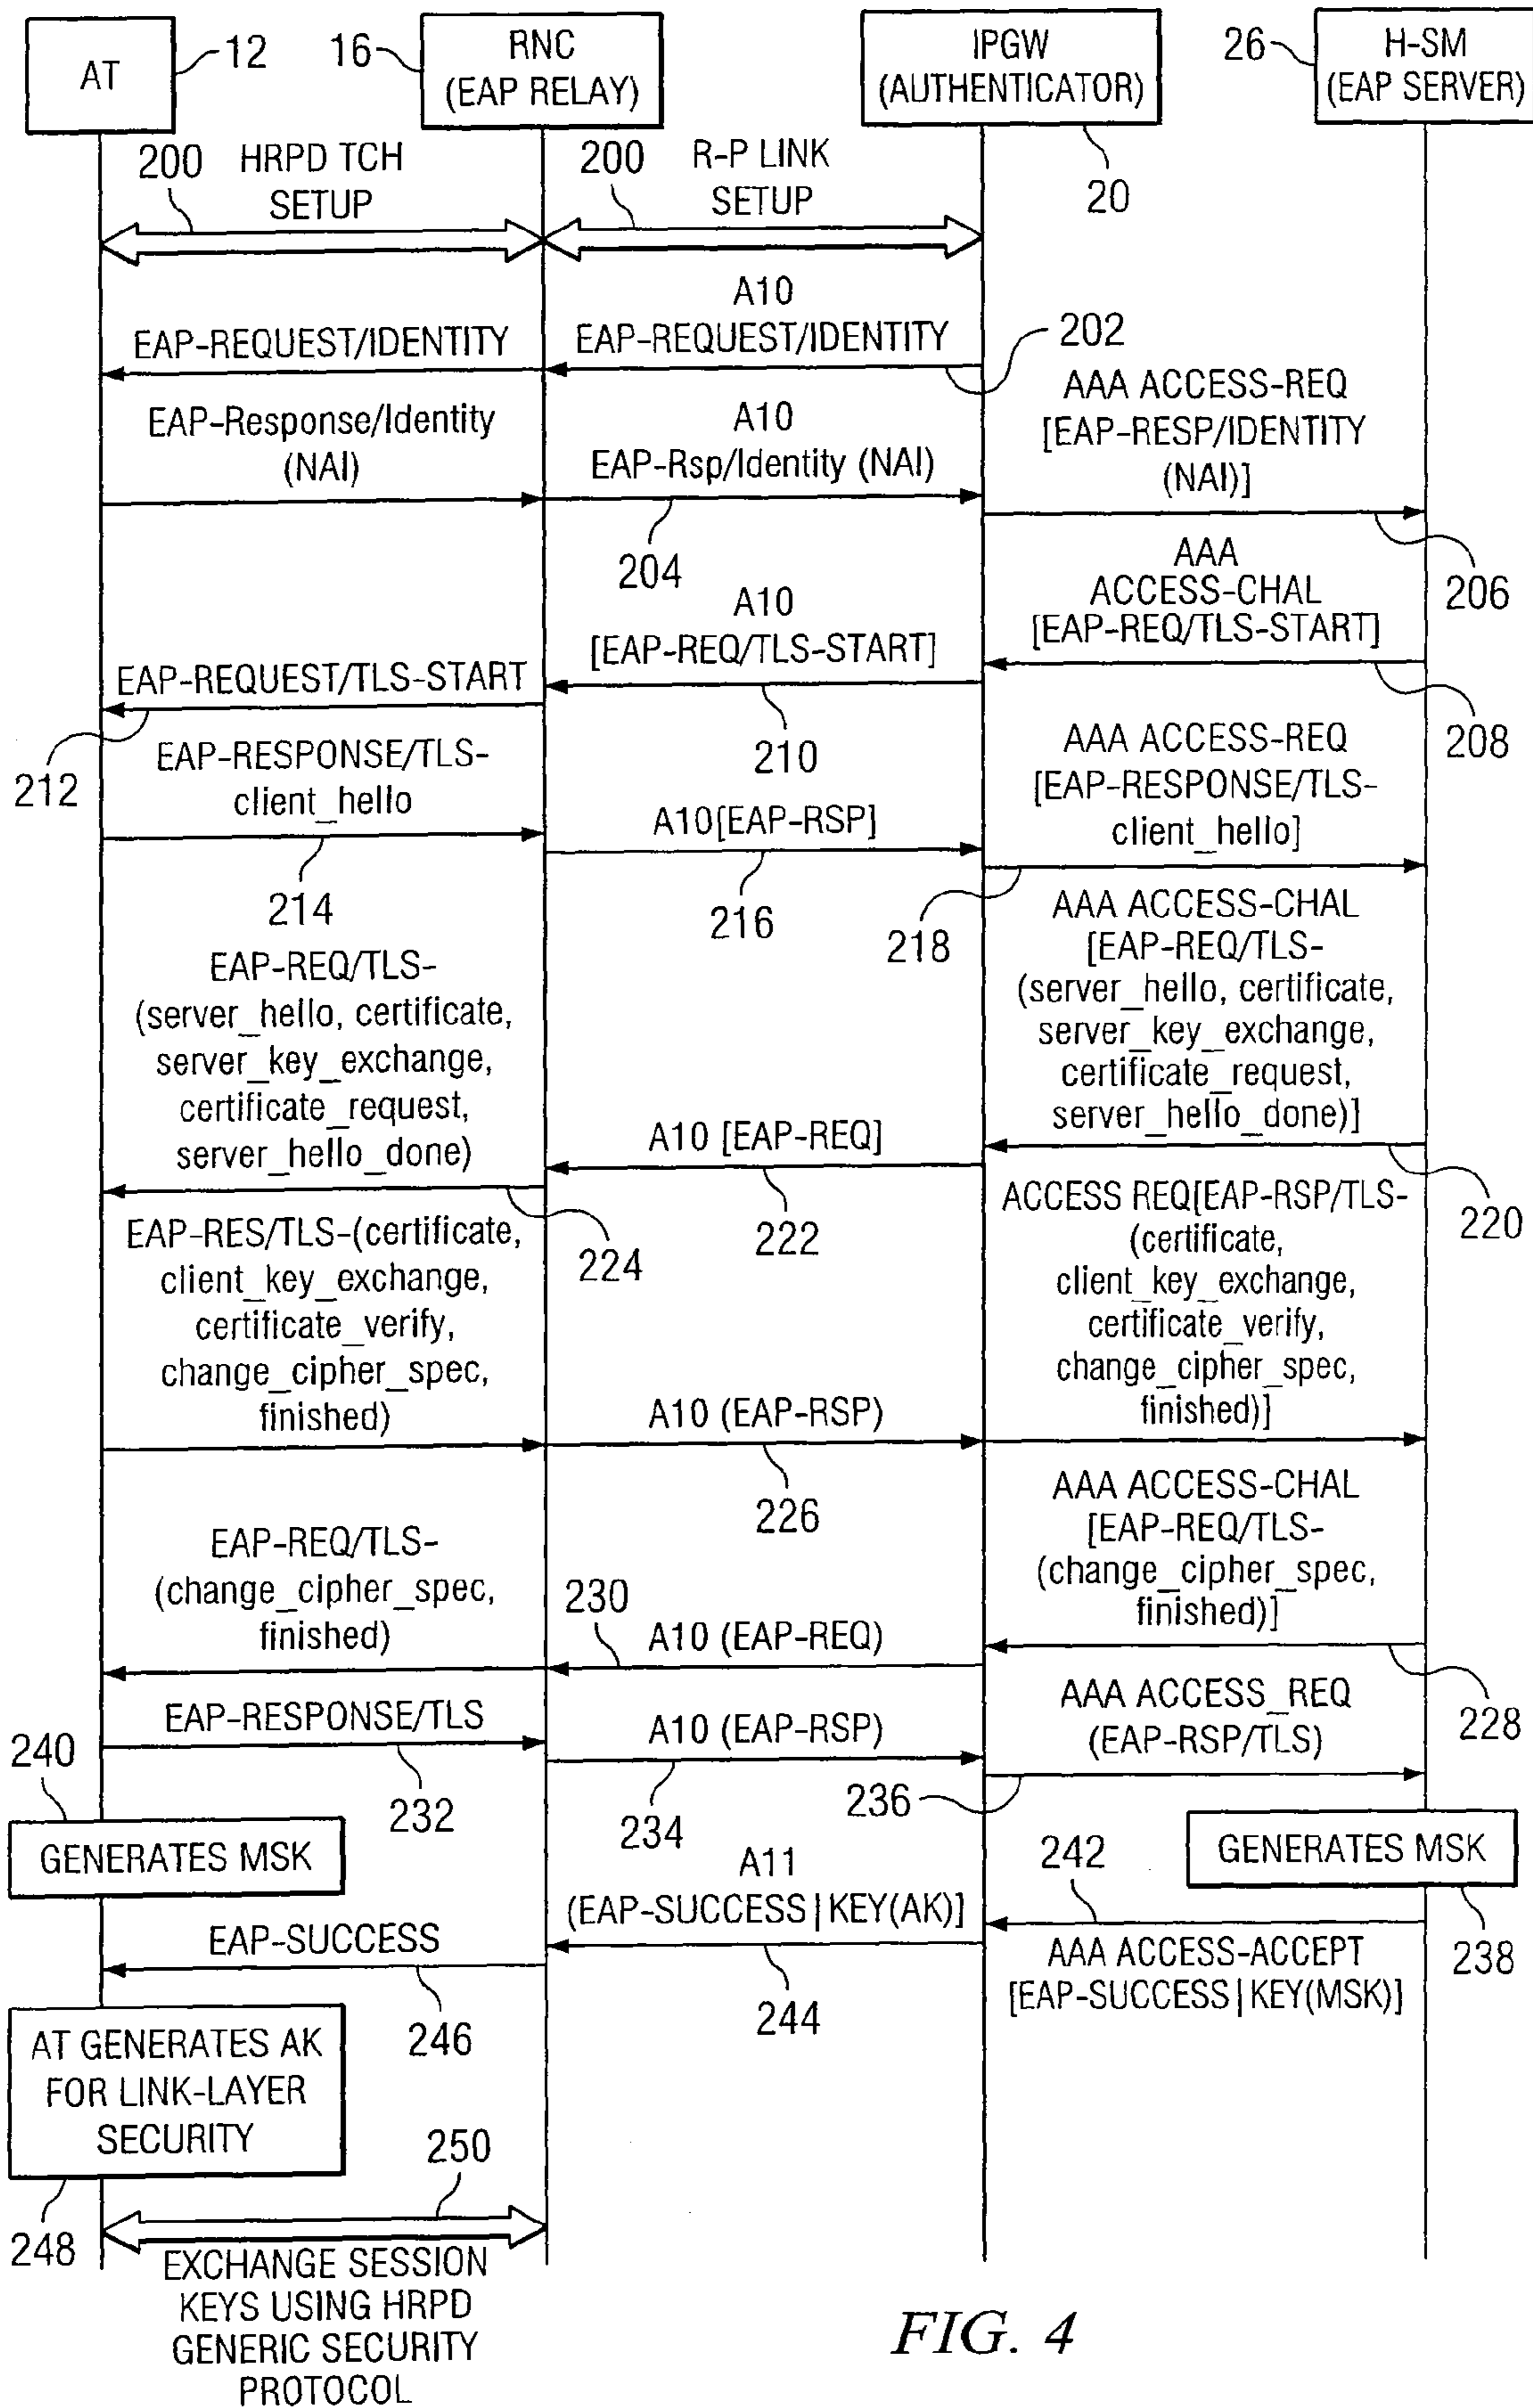 AT
12
16
RNC
(EAP RELAY)
IPGW
(AUTHENTICATOR)
20
26
H-SM
(EAP SERVER)
200
HRPD TCH
SETUP
200
R-P LINK
SETUP
EAP-REQUEST/IDENTITY
A10
EAP-REQUEST/IDENTITY
202
EAP-Response/Identity
(NAI)
A10
EAP-Rsp/Identity (NAI)
204
AAA ACCESS-REQ
[EAP-RESP/IDENTITY
(NAI)]
206
AAA
ACCESS-CHAL
[EAP-REQ/TLS-START]
208
A10
[EAP-REQ/TLS-START]
210
EAP-REQUEST/TLS-START
212
EAP-RESPONSE/TLS-
client_hello
214
A10[EAP-RSP]
216
AAA ACCESS-REQ
[EAP-RESPONSE/TLS-
client_hello]
218
AAA ACCESS-CHAL
[EAP-REQ/TLS-
(server_hello, certificate,
server_key_exchange,
certificate_request,
server_hello_done)]
220
A10 [EAP-REQ]
222
EAP-REQ/TLS-
(server_hello, certificate,
server_key_exchange,
certificate_request,
server_hello_done)
224
EAP-RES/TLS-(certificate,
client_key_exchange,
certificate_verify,
change_cipher_spec,
finished)
A10 (EAP-RSP)
226
ACCESS REQ[EAP-RSP/TLS-
(certificate,
client_key_exchange,
certificate_verify,
change_cipher_spec,
finished)]
AAA ACCESS-CHAL
[EAP-REQ/TLS-
(change_cipher_spec,
finished)]
228
230
A10 (EAP-REQ)
EAP-REQ/TLS-
(change_cipher_spec,
finished)
EAP-RESPONSE/TLS
232
A10 (EAP-RSP)
234
AAA ACCESS_REQ
(EAP-RSP/TLS)
236
240
GENERATES MSK
GENERATES MSK
238
242
AAA ACCESS-ACCEPT
[EAP-SUCCESS|KEY(MSK)]
A11
(EAP-SUCCESS|KEY(AK)]
244
EAP-SUCCESS
246
AT GENERATES AK
FOR LINK-LAYER
SECURITY
248
250
EXCHANGE SESSION
KEYS USING HRPD
GENERIC SECURITY
PROTOCOL
FIG. 4